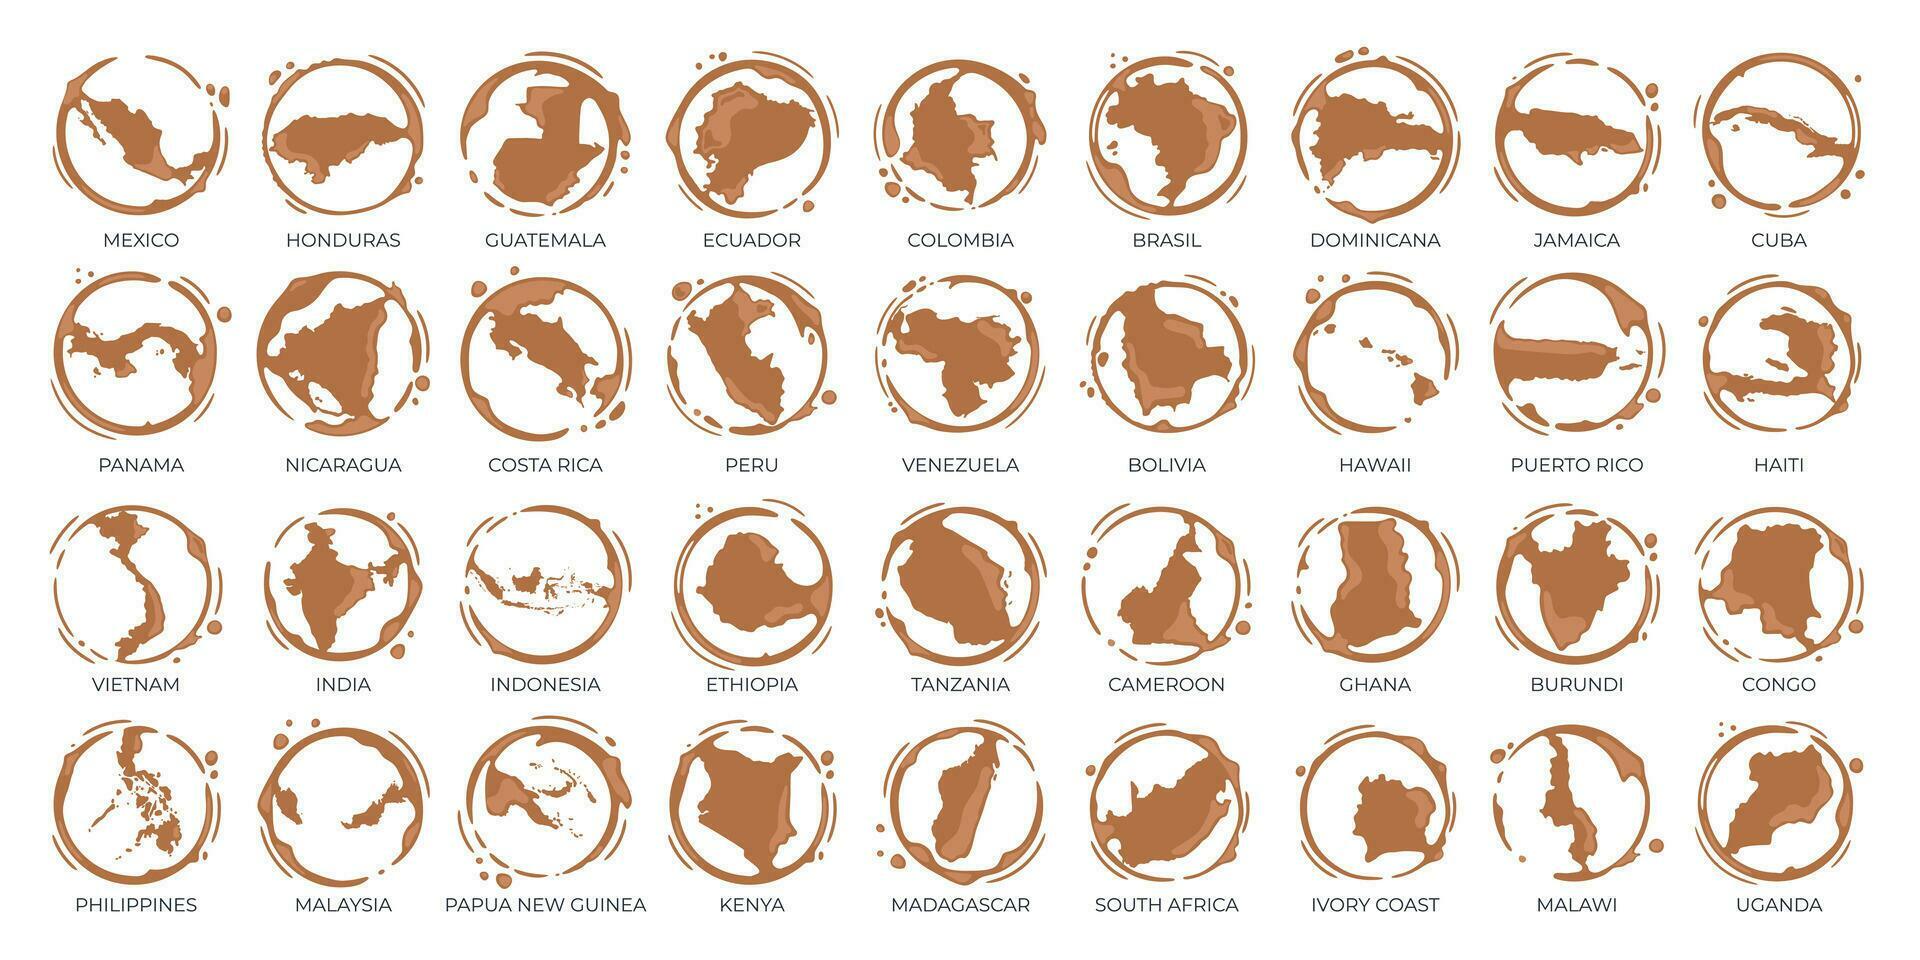 MEXICO HONDURAS GUATEMALA ECUADOR COLOMBIA BRASIL DOMINICANA JAMAICA CUBA
PANAMA NICARAGUA COSTA RICA PERU VENEZUELA BOLIVIA HAWAII PUERTO RICO HAITI
VIETNAM INDIA INDONESIA ETHIOPIA TANZANIA CAMEROON GHANA BURUNDI CONGO
PHILIPPINES MALAYSIA PAPUA NEW GUINEA KENYA MADAGASCAR SOUTH AFRICA IVORY COAST MALAWI UGANDA